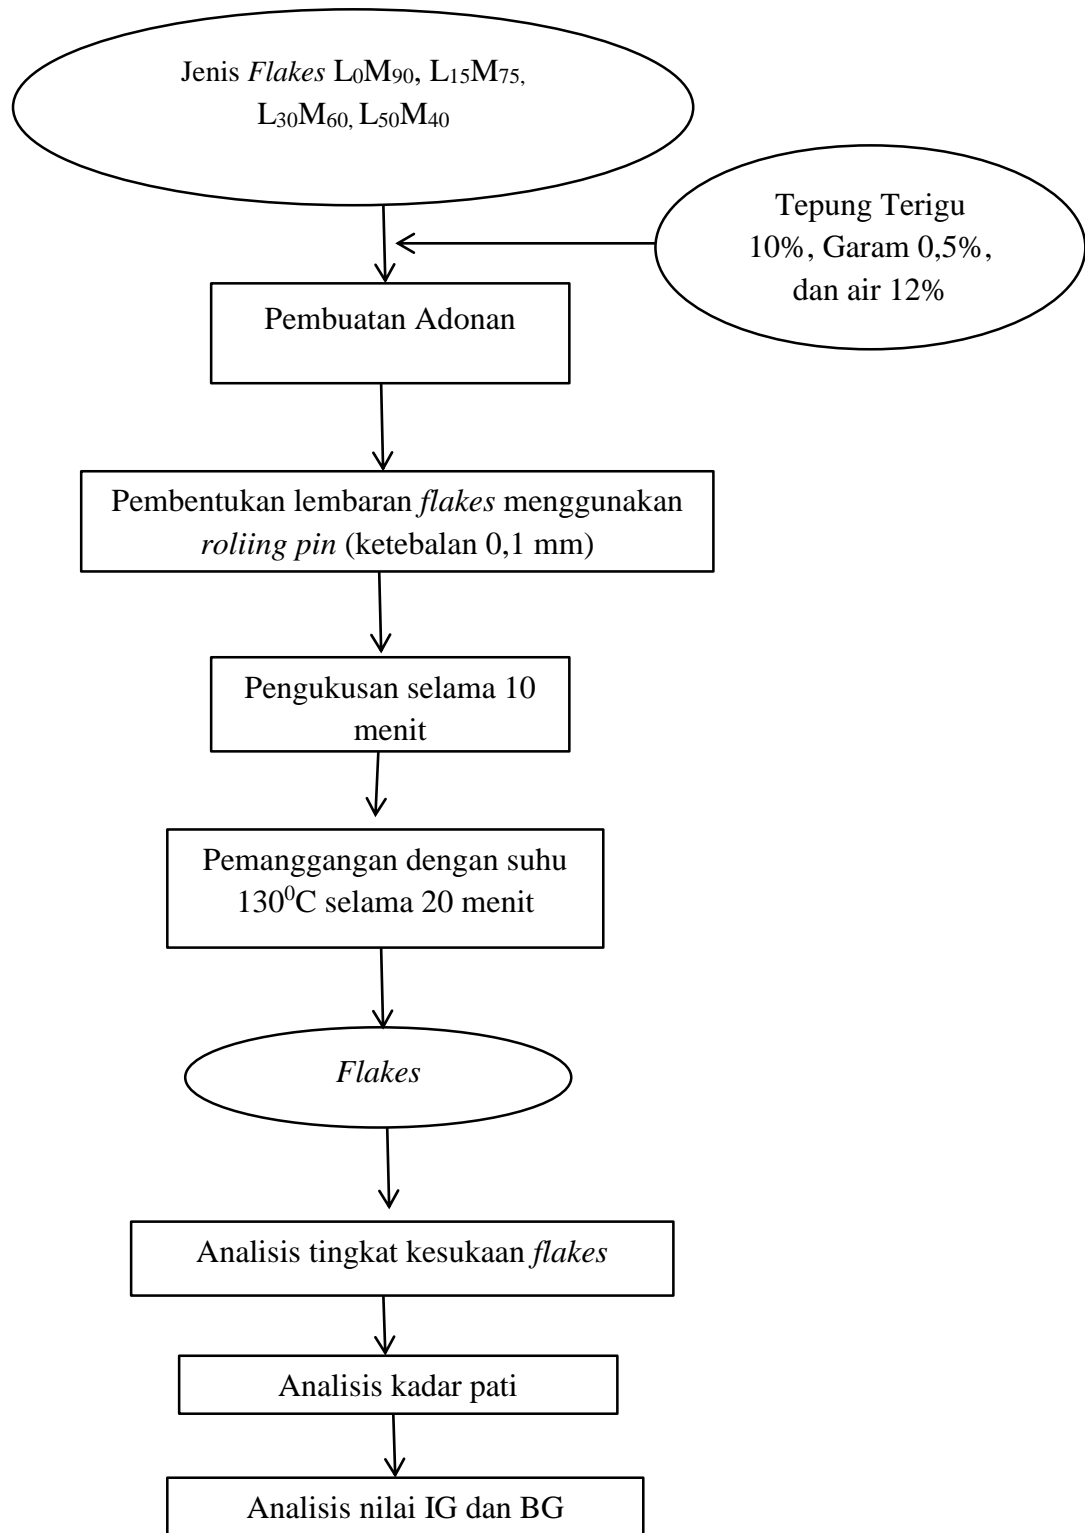 Jenis Flakes L₀M₉₀, L₁₅M₇₅,
L₃₀M₆₀, L₅₀M₄₀
Tepung Terigu
10%, Garam 0,5%,
dan air 12%
Pembuatan Adonan
Pembentukan lembaran flakes menggunakan
roliing pin (ketebalan 0,1 mm)
Pengukusan selama 10
menit
Pemanggangan dengan suhu
130⁰C selama 20 menit
Flakes
Analisis tingkat kesukaan flakes
Analisis kadar pati
Analisis nilai IG dan BG